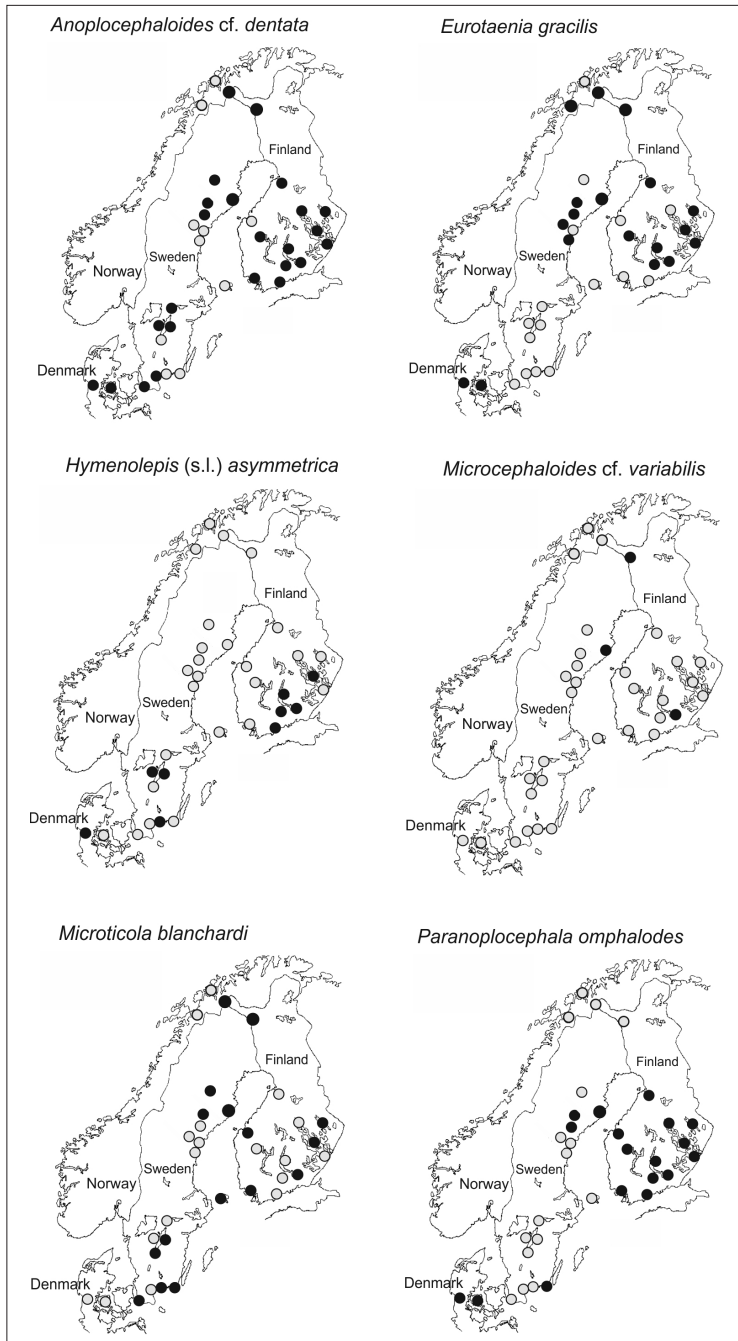 Anoplocephaloides cf. dentata
Finland
Sweden
Norway
Denmark
Eurotaenia gracilis
Finland
Sweden
Norway
Denmark
Hymenolepis (s.l.) asymmetrica
Finland
Sweden
Norway
Denmark
Microcephaloides cf. variabilis
Finland
Sweden
Norway
Denmark
Microticola blanchardi
Finland
Sweden
Norway
Denmark
Paranoplocephala omphalodes
Finland
Sweden
Norway
Denmark